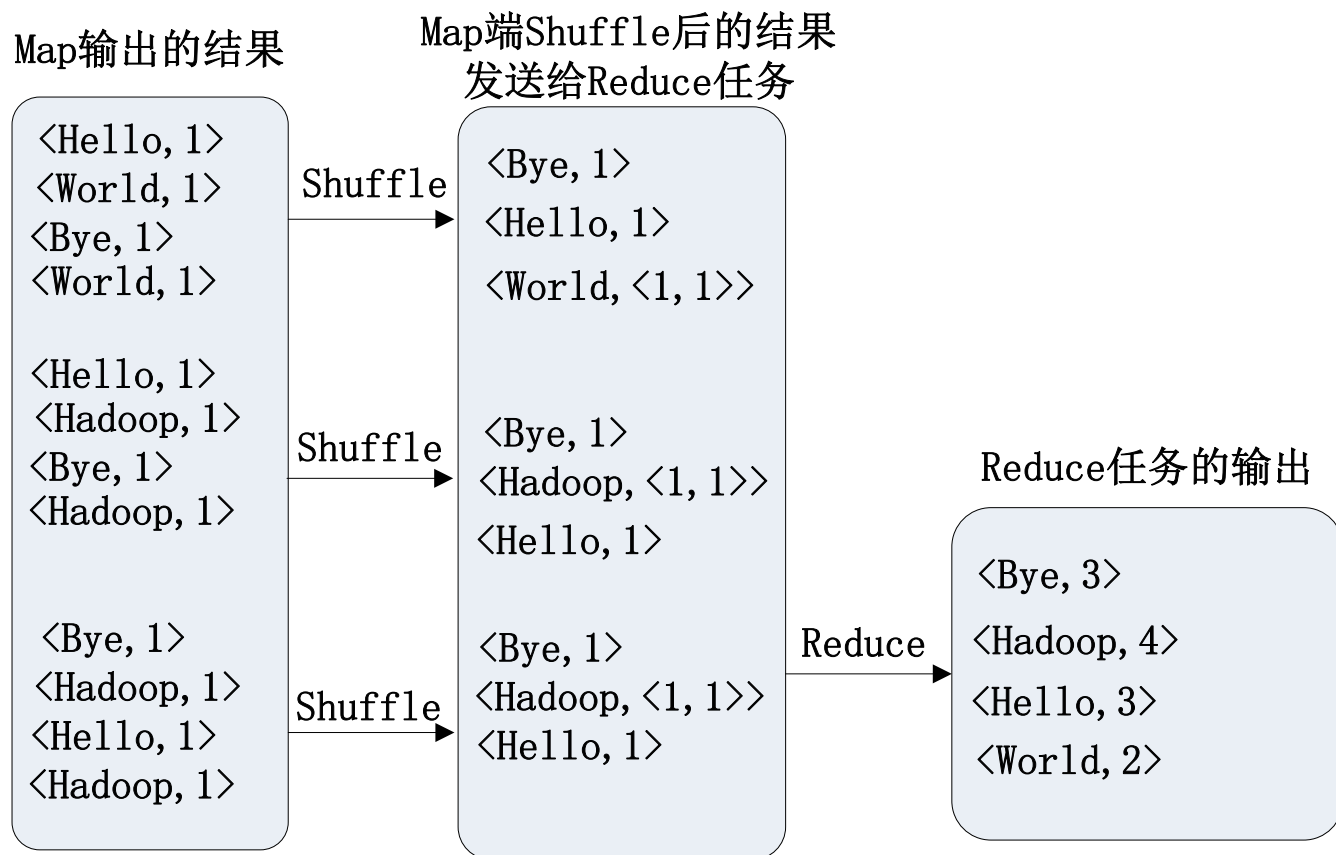 Map输出的结果
<Hello,1>
<World,1>
<Bye,1>
<World,1>
<Hello,1>
<Hadoop,1>
<Bye,1>
<Hadoop,1>
<Bye,1>
<Hadoop,1>
<Hello,1>
<Hadoop,1>
Shuffle
Shuffle
Shuffle
Map端Shuffle后的结果
发送给Reduce任务
<Bye,1>
<Hello,1>
<World,<1,1>>
<Bye,1>
<Hadoop,<1,1>>
<Hello,1>
<Bye,1>
<Hadoop,<1,1>>
<Hello,1>
Reduce
Reduce任务的输出
<Bye,3>
<Hadoop,4>
<Hello,3>
<World,2>